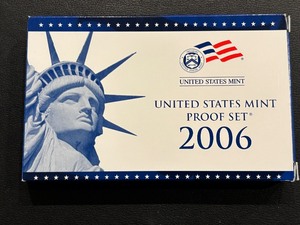 UNITED STATES MINT
UNITED STATES MINT
PROOF SET®
2006